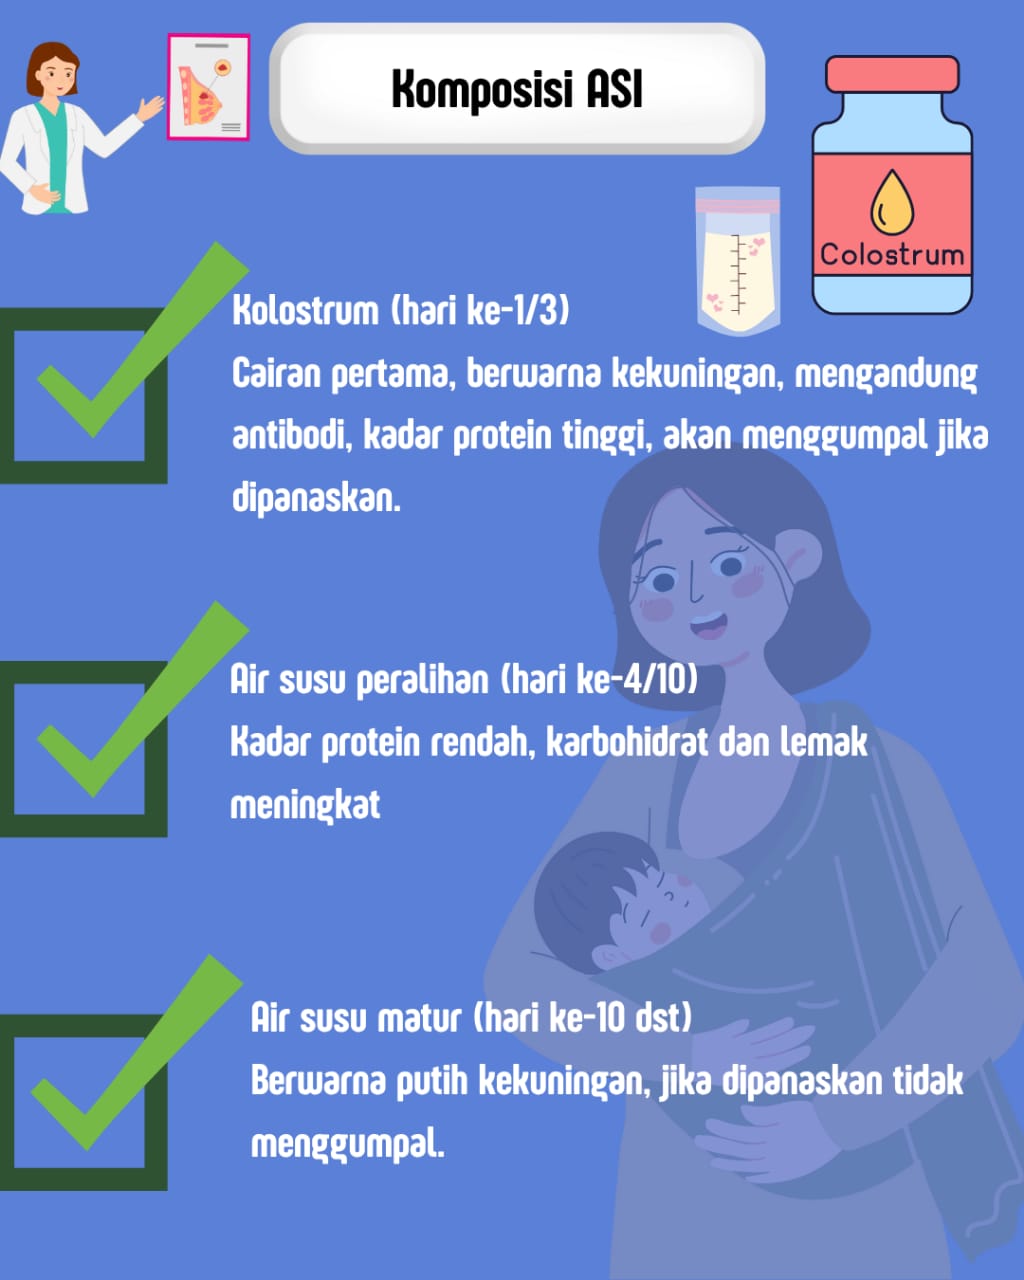 Komposisi ASI
Colostrum
Kolostrum (hari ke-1/3)
Cairan pertama, berwarna kekuningan, mengandung
antibodi, kadar protein tinggi, akan menggumpal jika
dipanaskan.
Air susu peralihan (hari ke-4/10)
Kadar protein rendah, karbohidrat dan lemak
meningkat
Air susu matur (hari ke-10 dst)
Berwarna putih kekuningan, jika dipanaskan tidak
menggumpal.